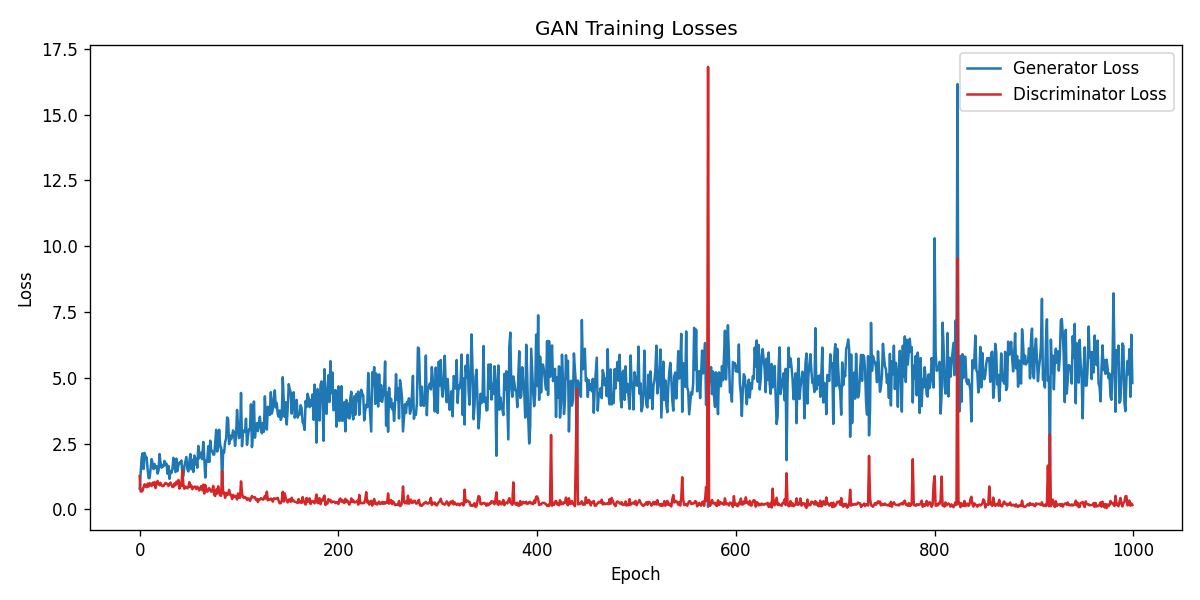 GAN Training Losses
Generator Loss
Discriminator Loss
Loss
17.5
15.0
12.5
10.0
7.5
5.0
2.5
0.0
0 200 400 600 800 1000
Epoch